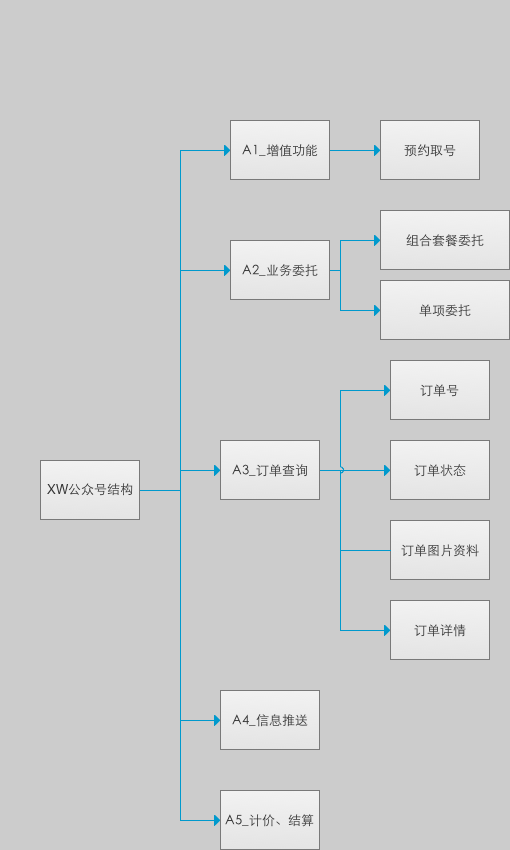 A1_增值功能
预约取号
组合套餐委托
A2_业务委托
单项委托
订单号
A3_订单查询
订单状态
XW公众号结构
订单图片资料
订单详情
A4_信息推送
A5_计价、结算